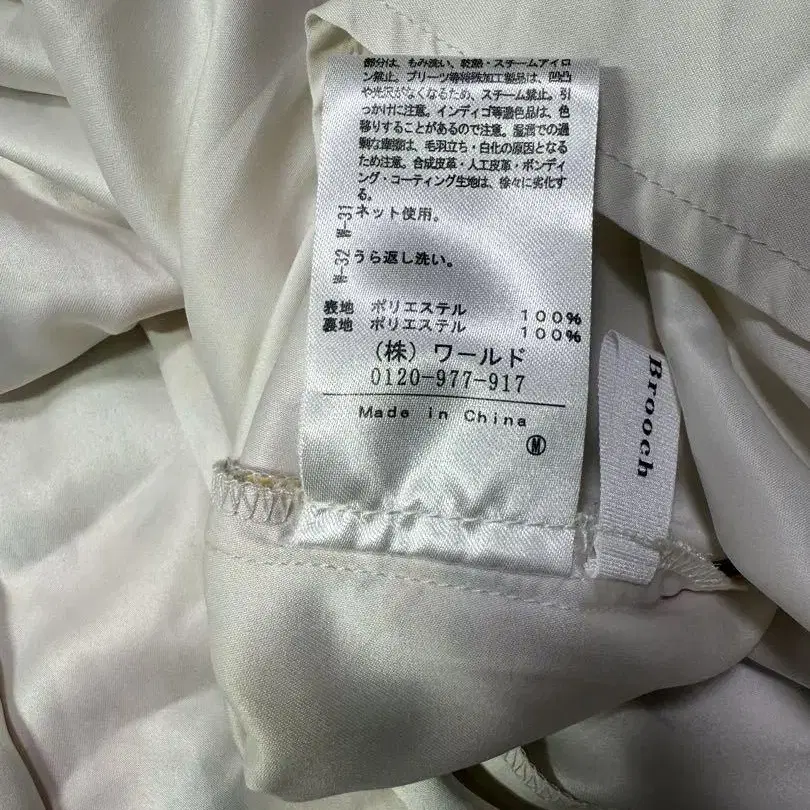 部分は、もみ洗い、乾熱・スチームアイロ
ン禁止。プリーツ等特殊加工製品は、凹凸
や光沢がなくなるため、スチーム禁止。引
っかけに注意。インディゴ等濃色品は、色
移りすることがあるので注意。湿潤での過
剰な摩擦は、毛羽立ち・白化の原因となる
ため注意。合成皮革・人工皮革・ボンディ
ング・コーティング生地は、徐々に劣化す
る。
W-31 ネット使用。
W-32 うら返し洗い。
表地 ポリエステル 100%
裏地 ポリエステル 100%
(株) ワールド
0120-977-917
Made in China
M
Brooch